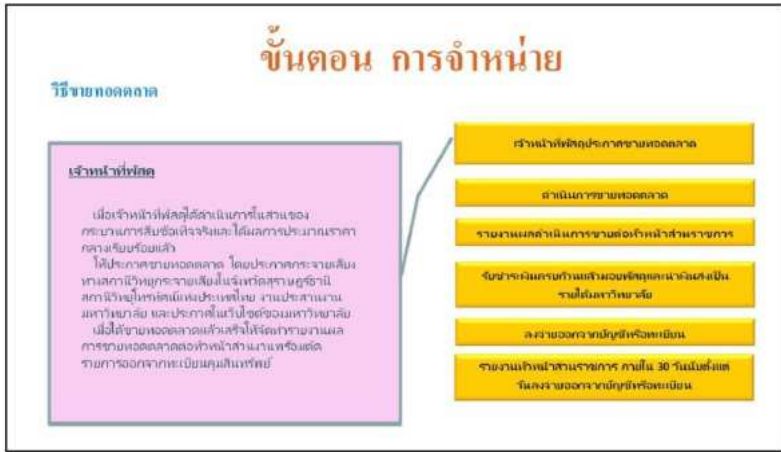 ขั้นตอน การจำหน่าย
วิธีขายทอดตลาด
เจ้าหน้าที่พัสดุ
เมื่อเจ้าหน้าที่พัสดุได้ดำเนินการในส่วนของ
กระบวนการสืบข้อเท็จจริงและได้ผลการประมาณราคา
กลางเรียบร้อยแล้ว
ให้ประกาศขายทอดตลาด โดยประกาศกระจายเสียง
ทางสถานีวิทยุกระจายเสียงในจังหวัดสุราษฎร์ธานี
สถานีวิทยุโทรทัศน์แห่งประเทศไทย งานประสานงาน
มหาวิทยาลัย และประกาศในเว็บไซต์ของมหาวิทยาลัย
เมื่อได้ขายทอดตลาดแล้วเสร็จให้จัดทำรายงานผล
การขายทอดตลาดต่อหัวหน้าส่วนงานพร้อมตัด
รายการออกจากทะเบียนคุมสินทรัพย์
เจ้าหน้าที่พัสดุประกาศขายทอดตลาด
ดำเนินการขายทอดตลาด
รายงานผลดำเนินการขายต่อหัวหน้าส่วนราชการ
รับชำระเงินครบถ้วนแล้วมอบพัสดุและนำเงินส่งเป็น
รายได้มหาวิทยาลัย
ลงจ่ายออกจากบัญชีหรือทะเบียน
รายงานหัวหน้าส่วนราชการ ภายใน 30 วันนับตั้งแต่
วันลงจ่ายออกจากบัญชีหรือทะเบียน